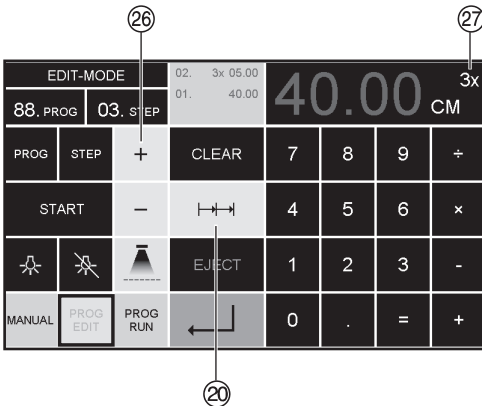 26 27
EDIT-MODE 02. 3x 05.00 40.00 3x
88. PROG 03. STEP 01. 40.00 CM
PROG STEP + CLEAR 7 8 9 ÷
START − 4 5 6 ×
EJECT 1 2 3 -
MANUAL PROG EDIT PROG RUN 0 . = +
20